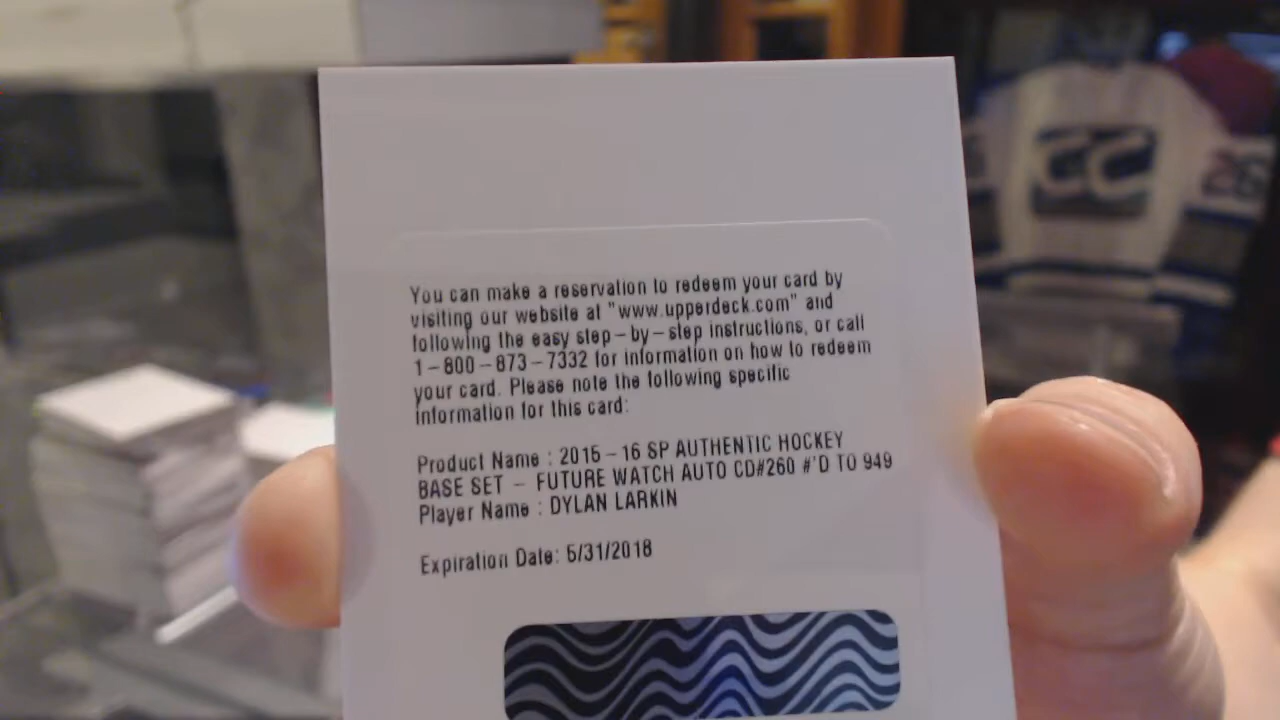 You can make a reservation to redeem your card by
visiting our website at "www.upperdeck.com" and
following the easy step-by-step instructions, or call
1-800-873-7332 for information on how to redeem
your card. Please note the following specific
information for this card:
Product Name : 2015-16 SP AUTHENTIC HOCKEY
BASE SET - FUTURE WATCH AUTO CD#260 #'D TO 949
Player Name : DYLAN LARKIN
Expiration Date: 5/31/2018
CC
26